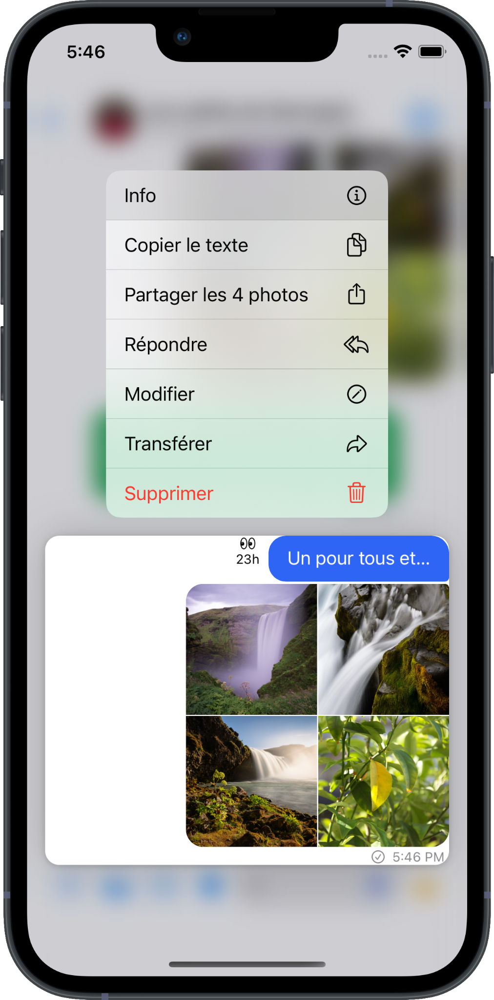 5:46
Info
Copier le texte
Partager les 4 photos
Répondre
Modifier
Transférer
Supprimer
👀
23h
Un pour tous et...
5:46 PM